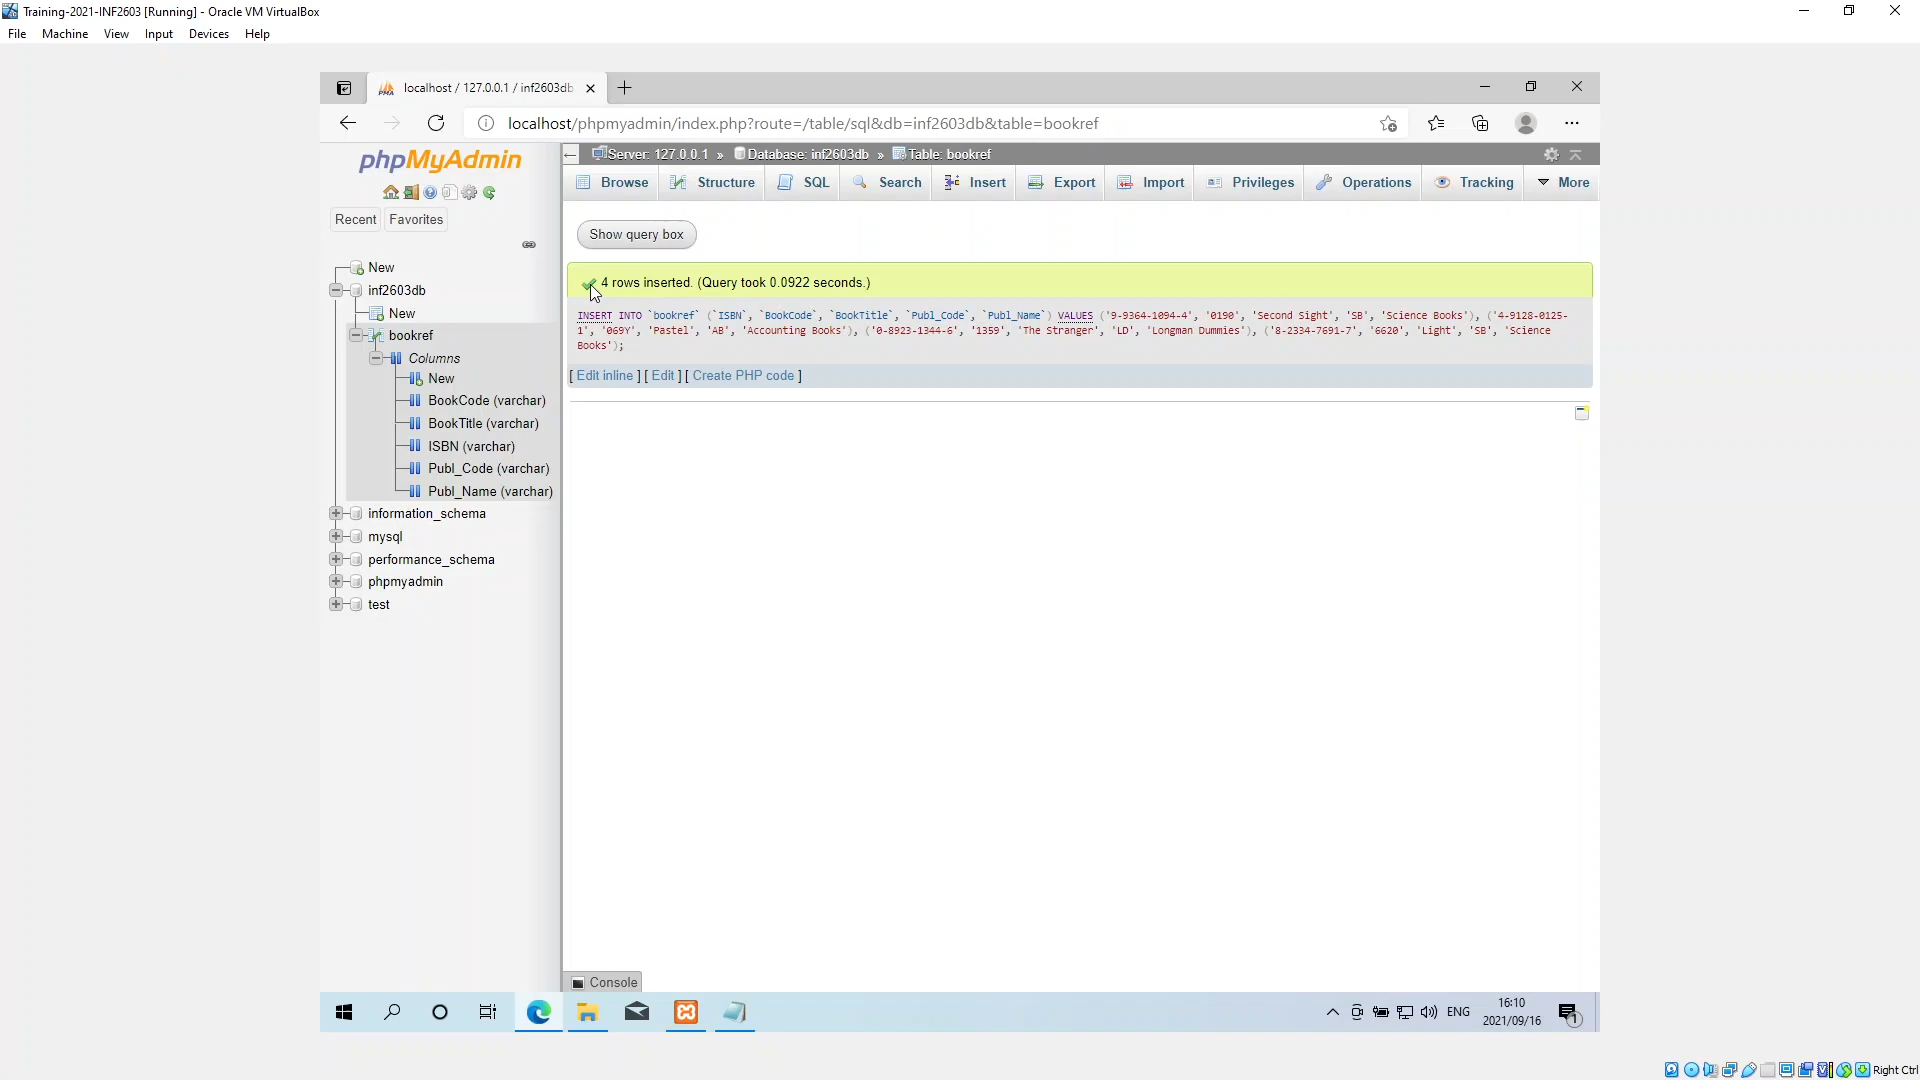 Training-2021-INF2603 [Running] - Oracle VM VirtualBox
File Machine View Input Devices Help
localhost / 127.0.0.1 / inf2603db
localhost/phpmyadmin/index.php?route=/table/sql&db=inf2603db&table=bookref
phpMyAdmin
Recent Favorites
New
inf2603db
New
bookref
Columns
New
BookCode (varchar)
BookTitle (varchar)
ISBN (varchar)
Publ_Code (varchar)
Publ_Name (varchar)
information_schema
mysql
performance_schema
phpmyadmin
test
Server: 127.0.0.1 » Database: inf2603db » Table: bookref
Browse Structure SQL Search Insert Export Import Privileges Operations Tracking More
Show query box
4 rows inserted. (Query took 0.0922 seconds.)
INSERT INTO `bookref` (`ISBN`, `BookCode`, `BookTitle`, `Publ_Code`, `Publ_Name`) VALUES ('9-9364-1094-4', '0190', 'Second Sight', 'SB', 'Science Books'), ('4-9128-0125-
1', '069Y', 'Pastel', 'AB', 'Accounting Books'), ('0-8923-1344-6', '1359', 'The Stranger', 'LD', 'Longman Dummies'), ('8-2334-7691-7', '6620', 'Light', 'SB', 'Science
Books');
[ Edit inline ] [ Edit ] [ Create PHP code ]
Console
ENG
16:10
2021/09/16
1
Right Ctrl